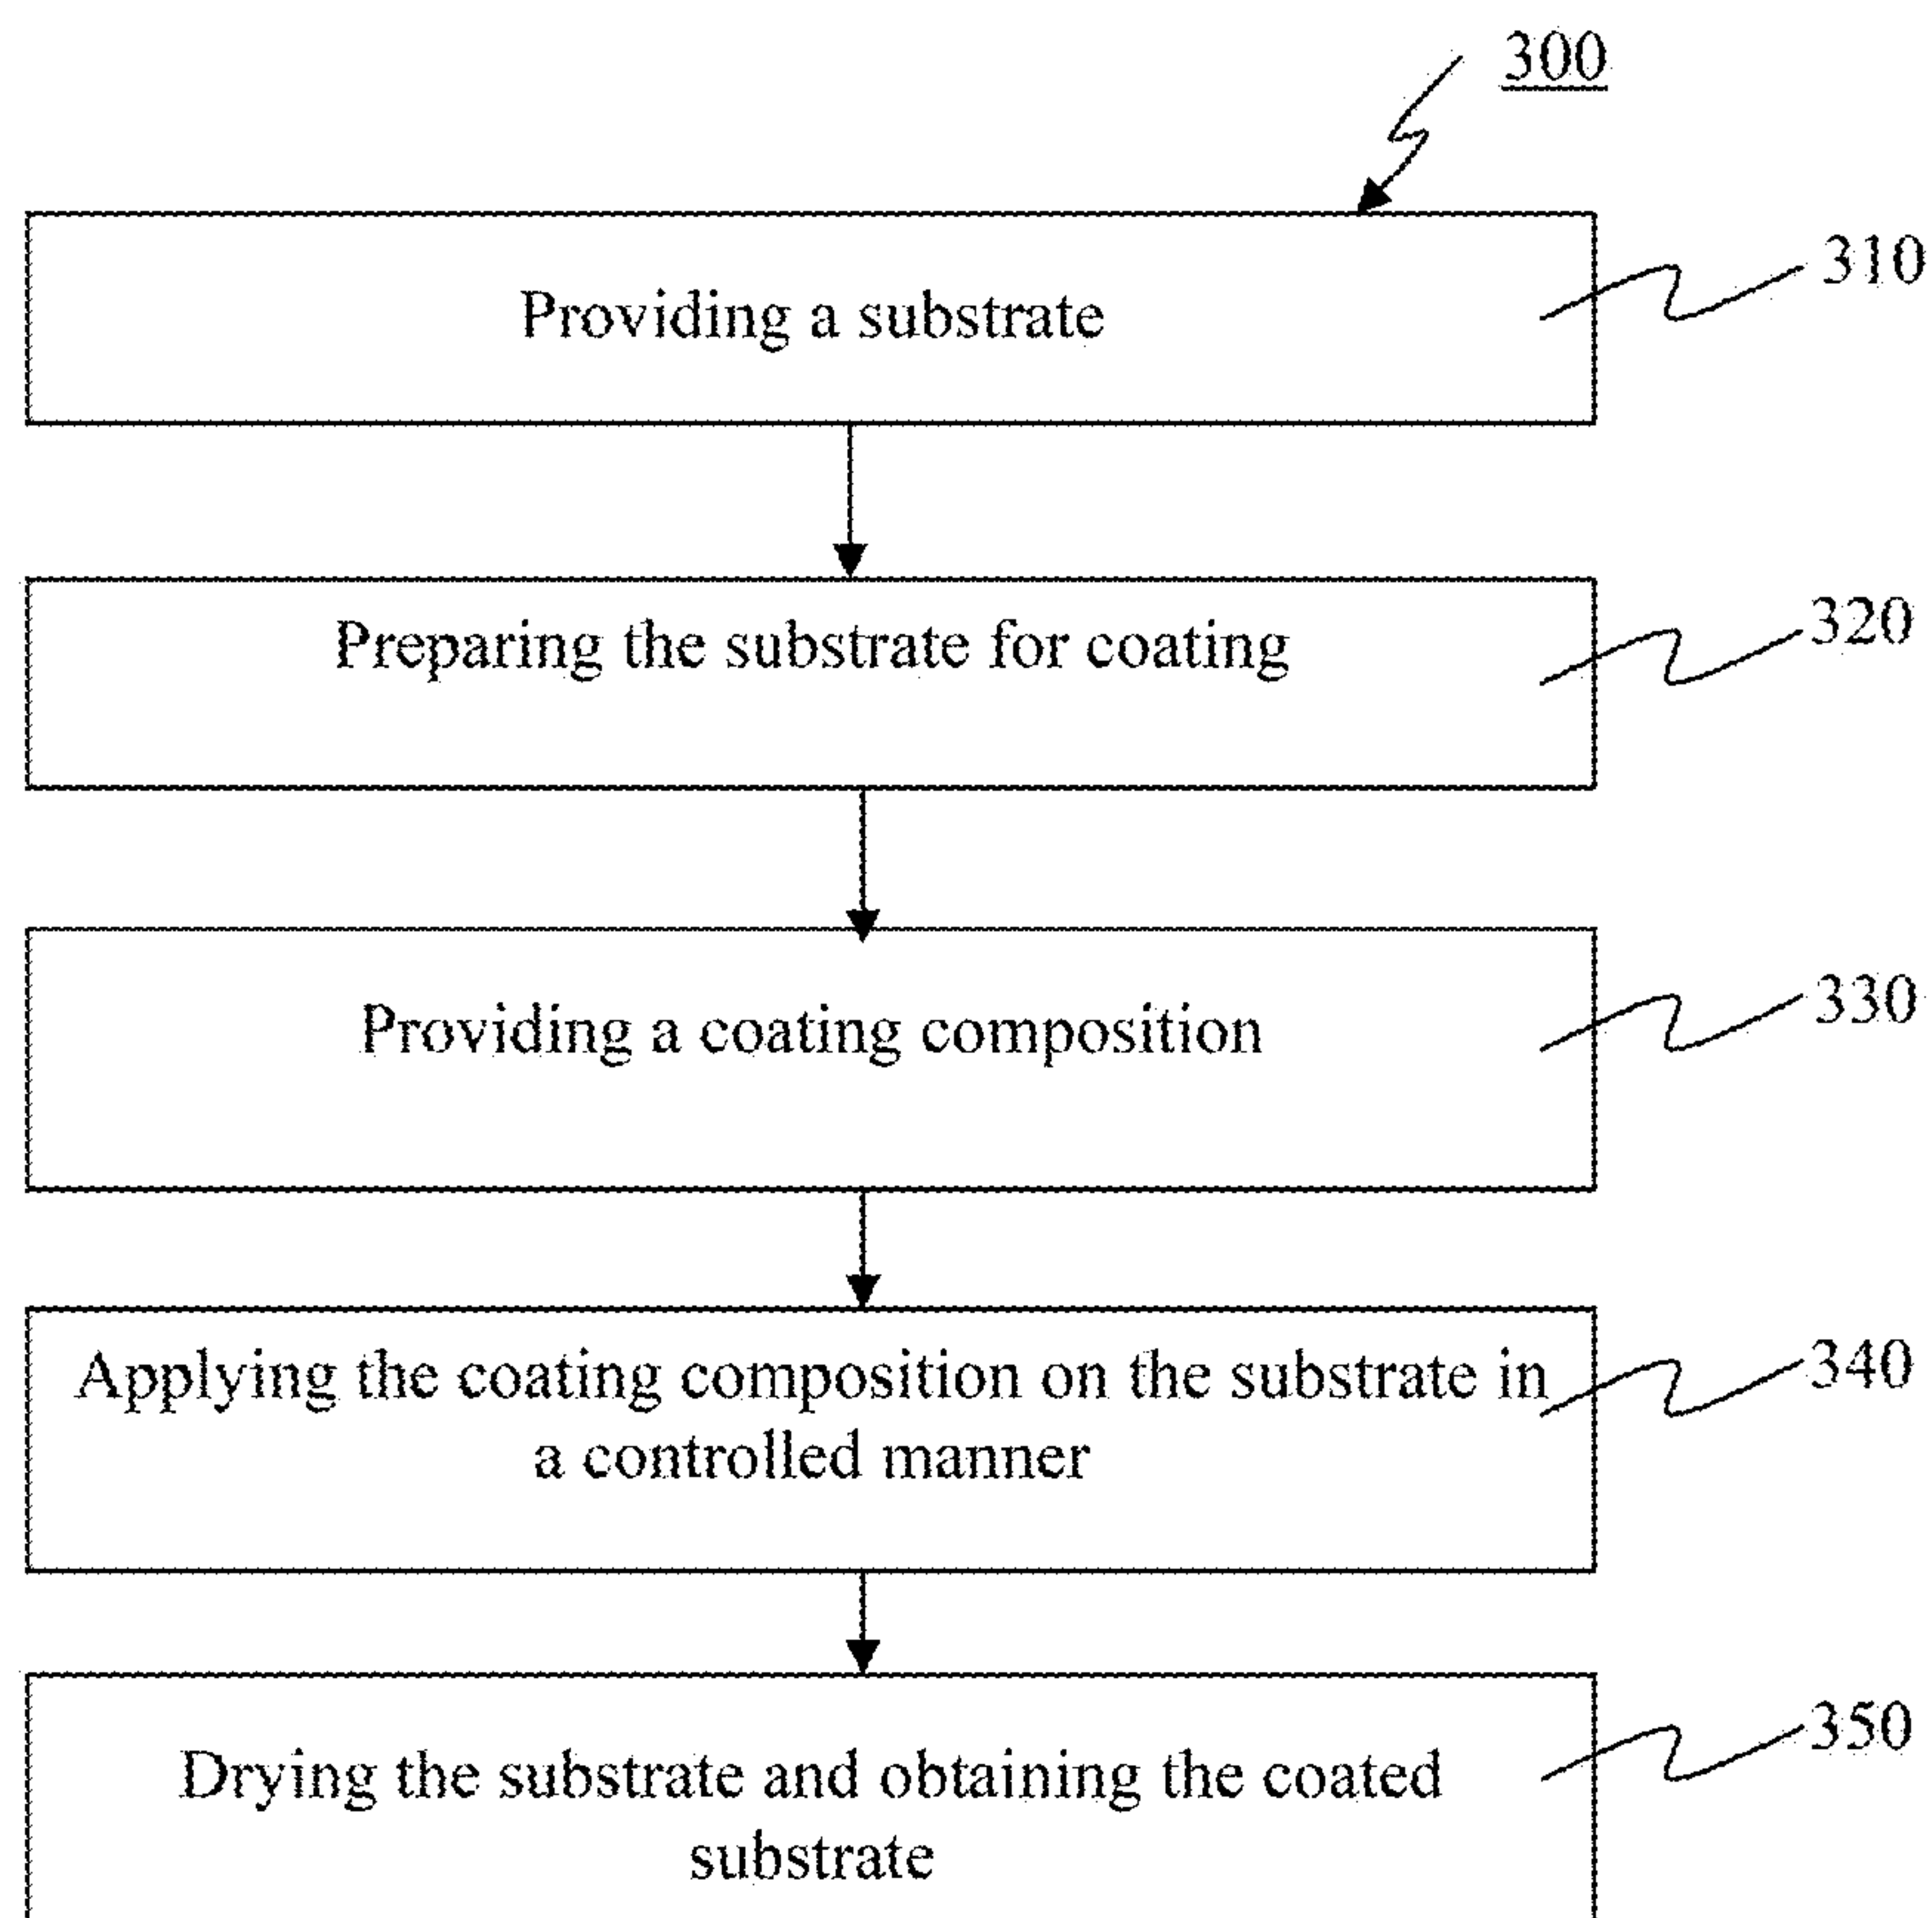 300
Providing a substrate
310
Preparing the substrate for coating
320
Providing a coating composition
330
Applying the coating composition on the substrate in
a controlled manner
340
Drying the substrate and obtaining the coated
substrate
350